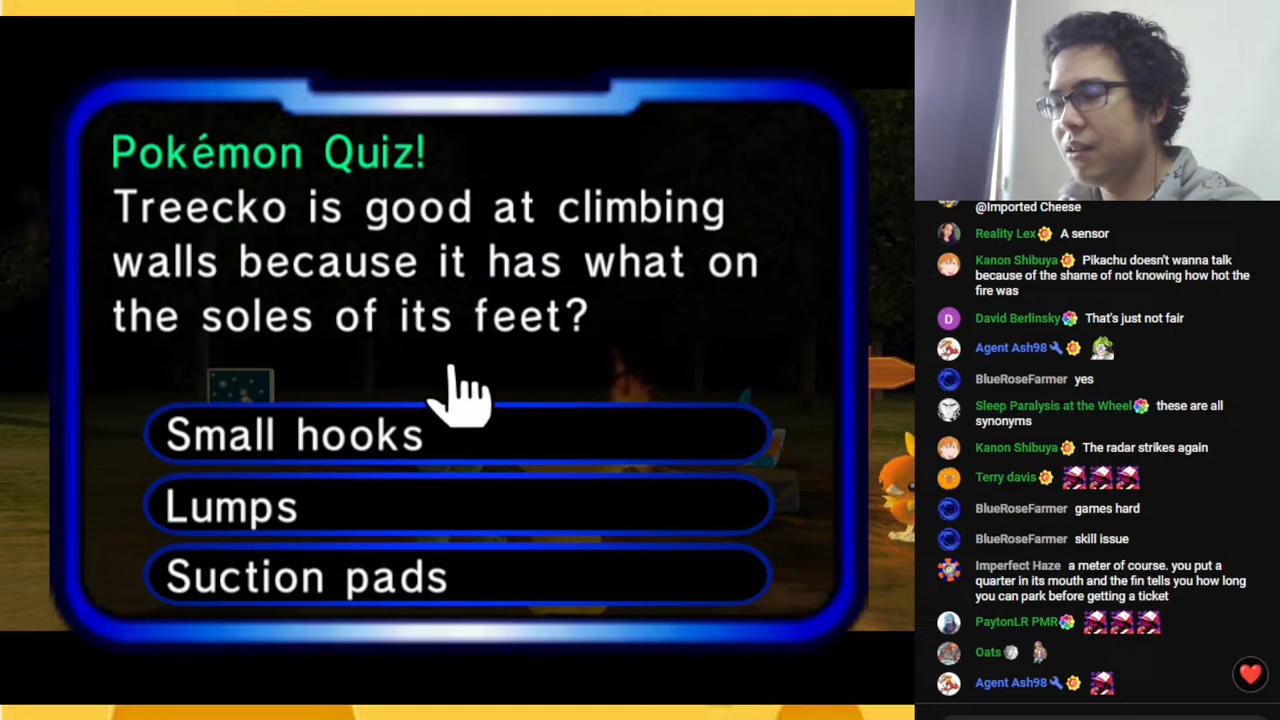 Pokémon Quiz!
Treecko is good at climbing
walls because it has what on
the soles of its feet?
Small hooks
Lumps
Suction pads
@Imported Cheese
Reality Lex A sensor
Kanon Shibuya Pikachu doesn't wanna talk
because of the shame of not knowing how hot the
fire was
D David Berlinsky That's just not fair
Agent Ash98
BlueRoseFarmer yes
Sleep Paralysis at the Wheel these are all
synonyms
Kanon Shibuya The radar strikes again
Terry davis
BlueRoseFarmer games hard
BlueRoseFarmer skill issue
Imperfect Haze a meter of course. you put a
quarter in its mouth and the fin tells you how long
you can park before getting a ticket
PaytonLR PMR
Oats
Agent Ash98